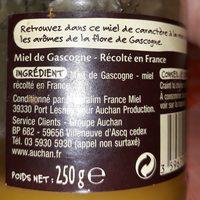 Retrouvez dans ce miel de caractère à la
les arômes de la flore de Gascogne.
Miel de Gascogne - Récolté en France
INGRÉDIENT
Miel de Gascogne - miel
récolté en France
Conditionné par
France Miel
39330 Port Lesney pour Auchan.
Service Clients - Groupe Auchan
BP 682 - 59656 Villeneuve d'Ascq cedex
Tél. 03 5930 5930 (appel non surtaxé)
www.auchan.fr
POIDS NET: 250 g e